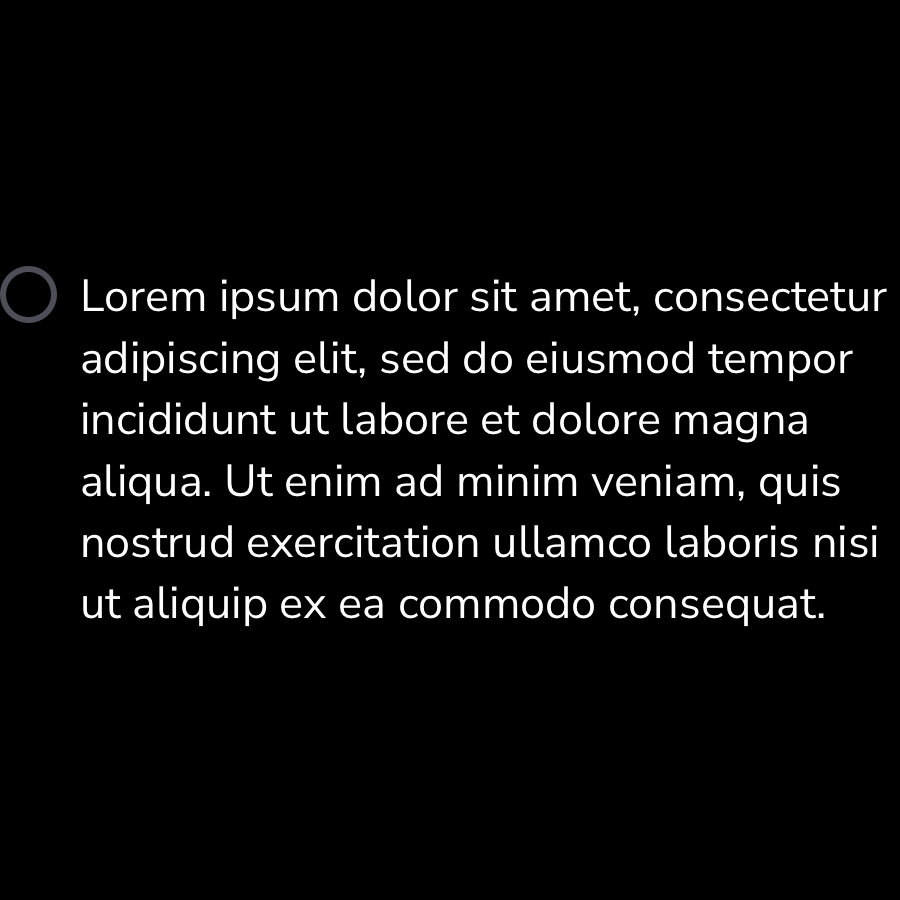 Lorem ipsum dolor sit amet, consectetur
adipiscing elit, sed do eiusmod tempor
incididunt ut labore et dolore magna
aliqua. Ut enim ad minim veniam, quis
nostrud exercitation ullamco laboris nisi
ut aliquip ex ea commodo consequat.